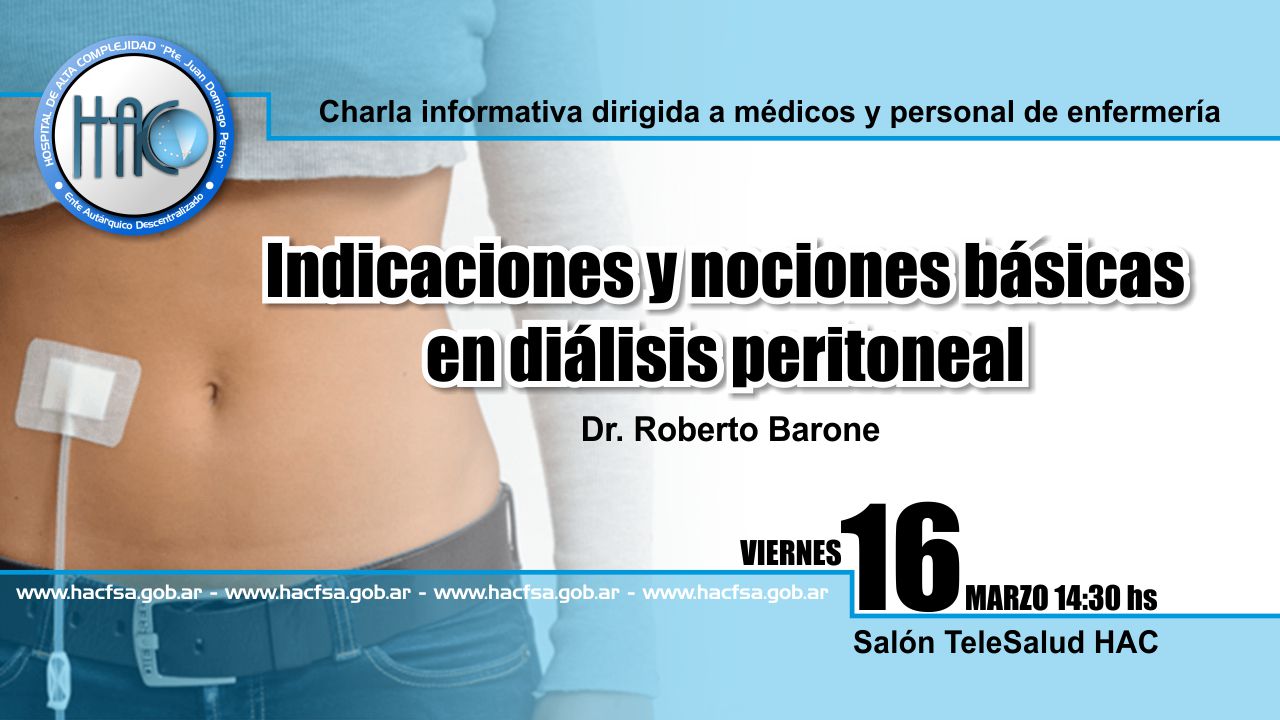 HOSPITAL DE ALTA COMPLEJIDAD "Pte. Juan Domingo Perón"
HAC
Ente Autárquico Descentralizado
Charla informativa dirigida a médicos y personal de enfermería
Indicaciones y nociones básicas
en diálisis peritoneal
Dr. Roberto Barone
VIERNES 16 MARZO 14:30 hs
www.hacfsa.gob.ar - www.hacfsa.gob.ar - www.hacfsa.gob.ar - www.hacfsa.gob.ar
Salón TeleSalud HAC